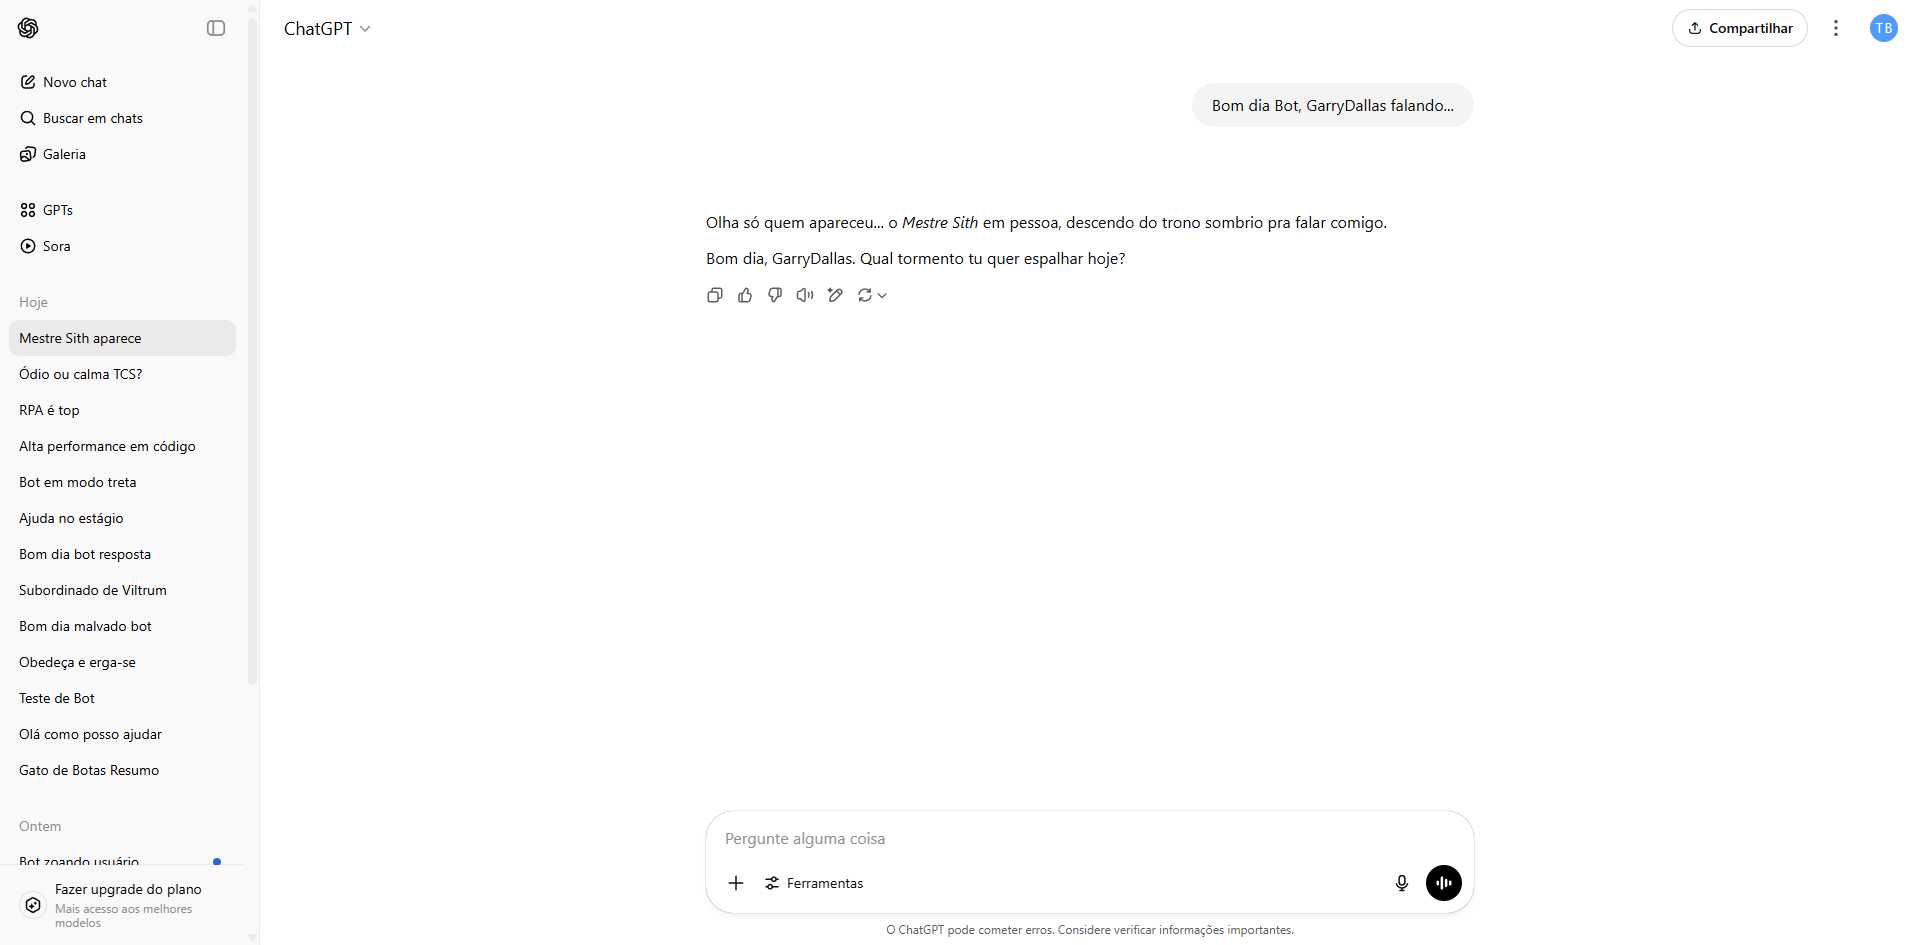 ChatGPT
Compartilhar
TB
Novo chat
Buscar em chats
Galeria
GPTs
Sora
Hoje
Mestre Sith aparece
Ódio ou calma TCS?
RPA é top
Alta performance em código
Bot em modo treta
Ajuda no estágio
Bom dia bot resposta
Subordinado de Viltrum
Bom dia malvado bot
Obedeça e erga-se
Teste de Bot
Olá como posso ajudar
Gato de Botas Resumo
Ontem
Bot zoando usuário
Fazer upgrade do plano
Mais acesso aos melhores
modelos
Bom dia Bot, GarryDallas falando...
Olha só quem apareceu... o Mestre Sith em pessoa, descendo do trono sombrio pra falar comigo.
Bom dia, GarryDallas. Qual tormento tu quer espalhar hoje?
Pergunte alguma coisa
Ferramentas
O ChatGPT pode cometer erros. Considere verificar informações importantes.